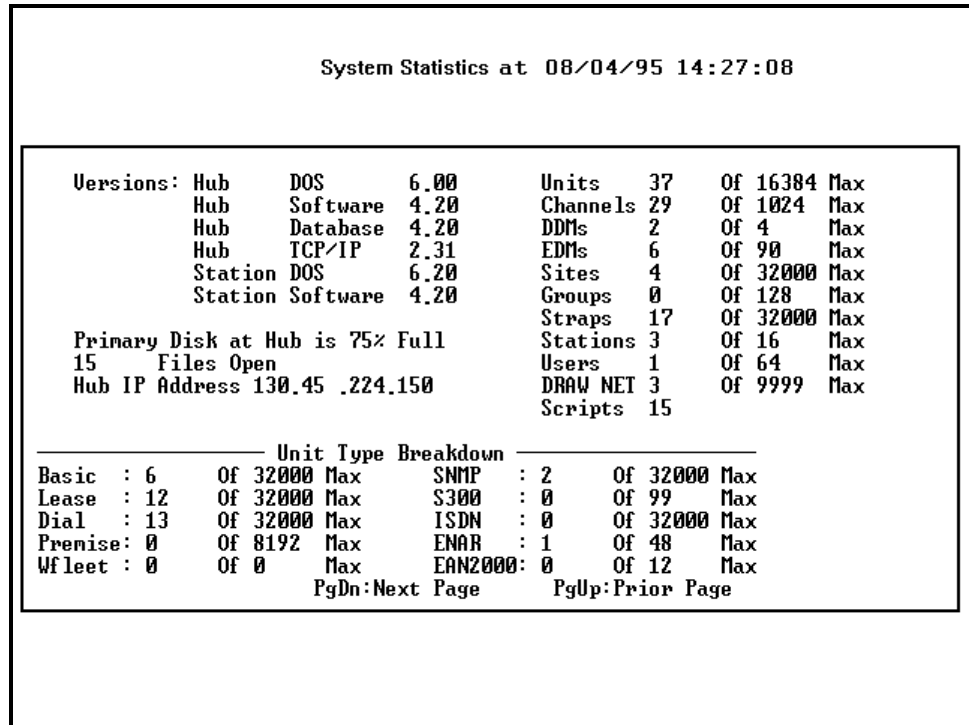 System Statistics at 08/04/95 14:27:08
Versions: Hub DOS 6.00 Units 37 Of 16384 Max
Hub Software 4.20 Channels 29 Of 1024 Max
Hub Database 4.20 DDMs 2 Of 4 Max
Hub TCP/IP 2.31 EDMs 6 Of 90 Max
Station DOS 6.20 Sites 4 Of 32000 Max
Station Software 4.20 Groups 0 Of 128 Max
Straps 17 Of 32000 Max
Primary Disk at Hub is 75% Full Stations 3 Of 16 Max
15 Files Open Users 1 Of 64 Max
Hub IP Address 130.45 .224.150 DRAW NET 3 Of 9999 Max
Scripts 15
Unit Type Breakdown
Basic : 6 Of 32000 Max SNMP : 2 Of 32000 Max
Lease : 12 Of 32000 Max S300 : 0 Of 99 Max
Dial : 13 Of 32000 Max ISDN : 0 Of 32000 Max
Premise: 0 Of 8192 Max ENAR : 1 Of 48 Max
Wfleet : 0 Of 0 Max EAN2000: 0 Of 12 Max
PgDn:Next Page PgUp:Prior Page